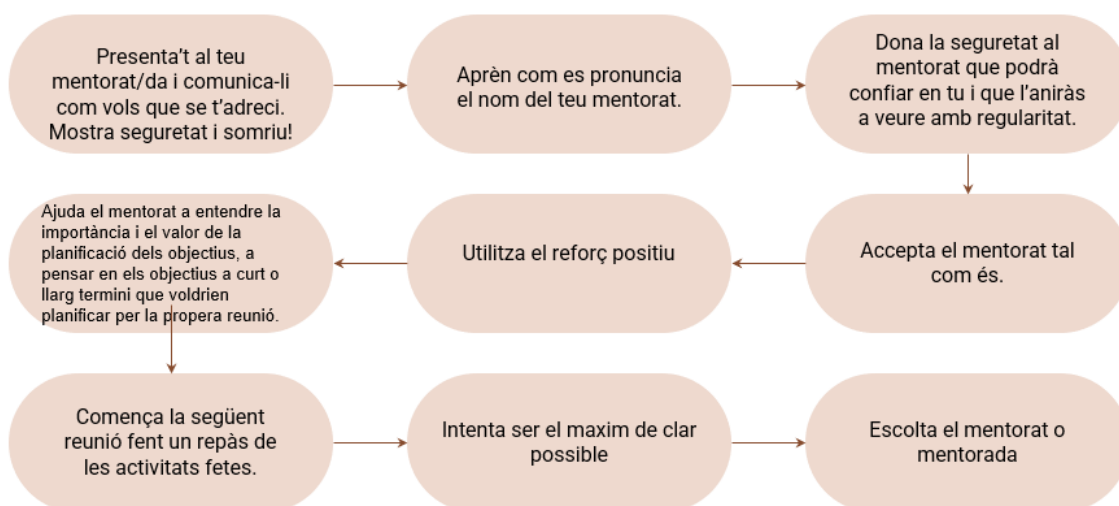 Presenta't al teu
mentorat/da i comunica-li
com vols que se t'adreci.
Mostra seguretat i somriu!
Aprèn com es pronuncia
el nom del teu mentorat.
Dona la seguretat al
mentorat que podrà
confiar en tu i que l'aniràs
a veure amb regularitat.
Accepta el mentorat tal
com és.
Utilitza el reforç positiu
Ajuda el mentorat a entendre la
importància i el valor de la
planificació dels objectius, a
pensar en els objectius a curt o
llarg termini que voldrien
planificar per la propera reunió.
Comença la següent
reunió fent un repàs de
les activitats fetes.
Intenta ser el maxim de clar
possible
Escolta el mentorat o
mentorada